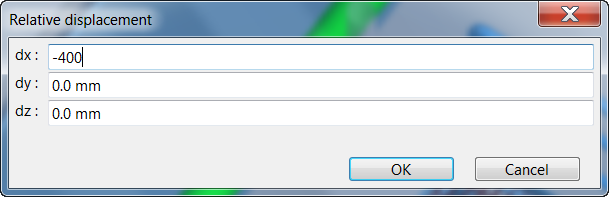 Relative displacement
dx : -400
dy : 0.0 mm
dz : 0.0 mm
OK Cancel